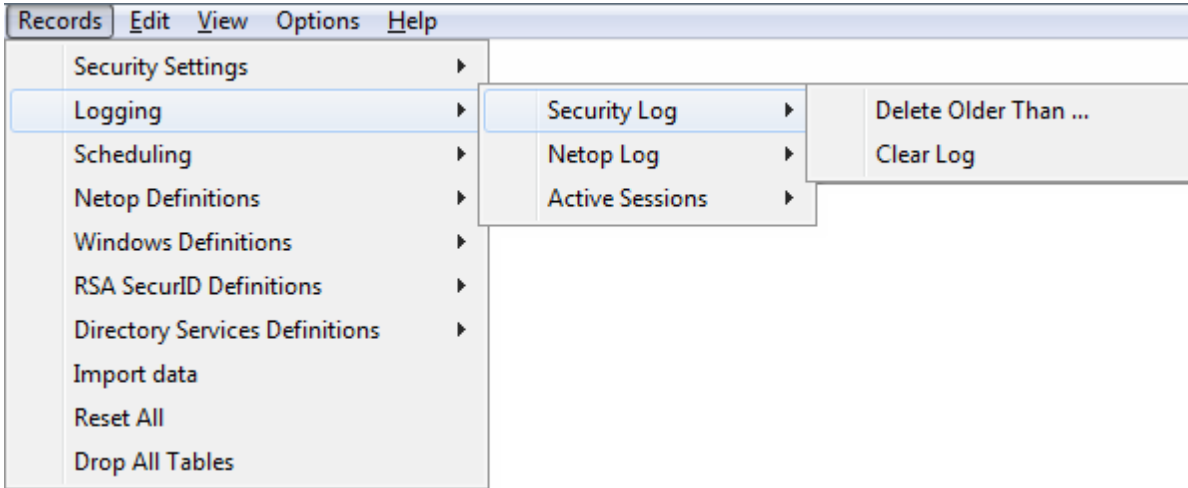 Records Edit View Options Help
Security Settings
Logging
Scheduling
Netop Definitions
Windows Definitions
RSA SecurID Definitions
Directory Services Definitions
Import data
Reset All
Drop All Tables
Security Log
Netop Log
Active Sessions
Delete Older Than ...
Clear Log